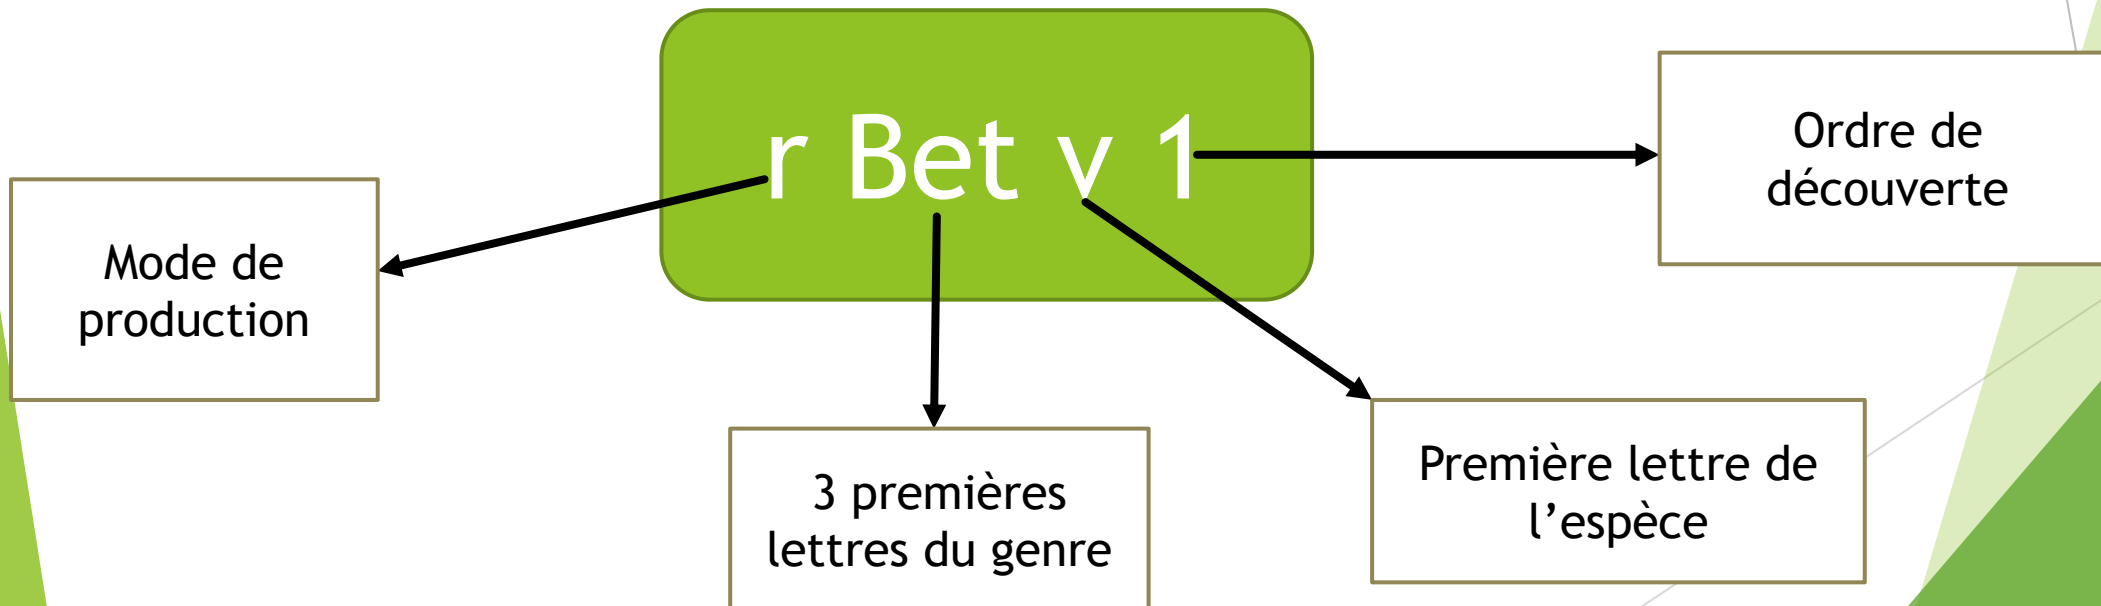 r Bet v 1
Ordre de
découverte
Mode de
production
3 premières
lettres du genre
Première lettre de
l’espèce